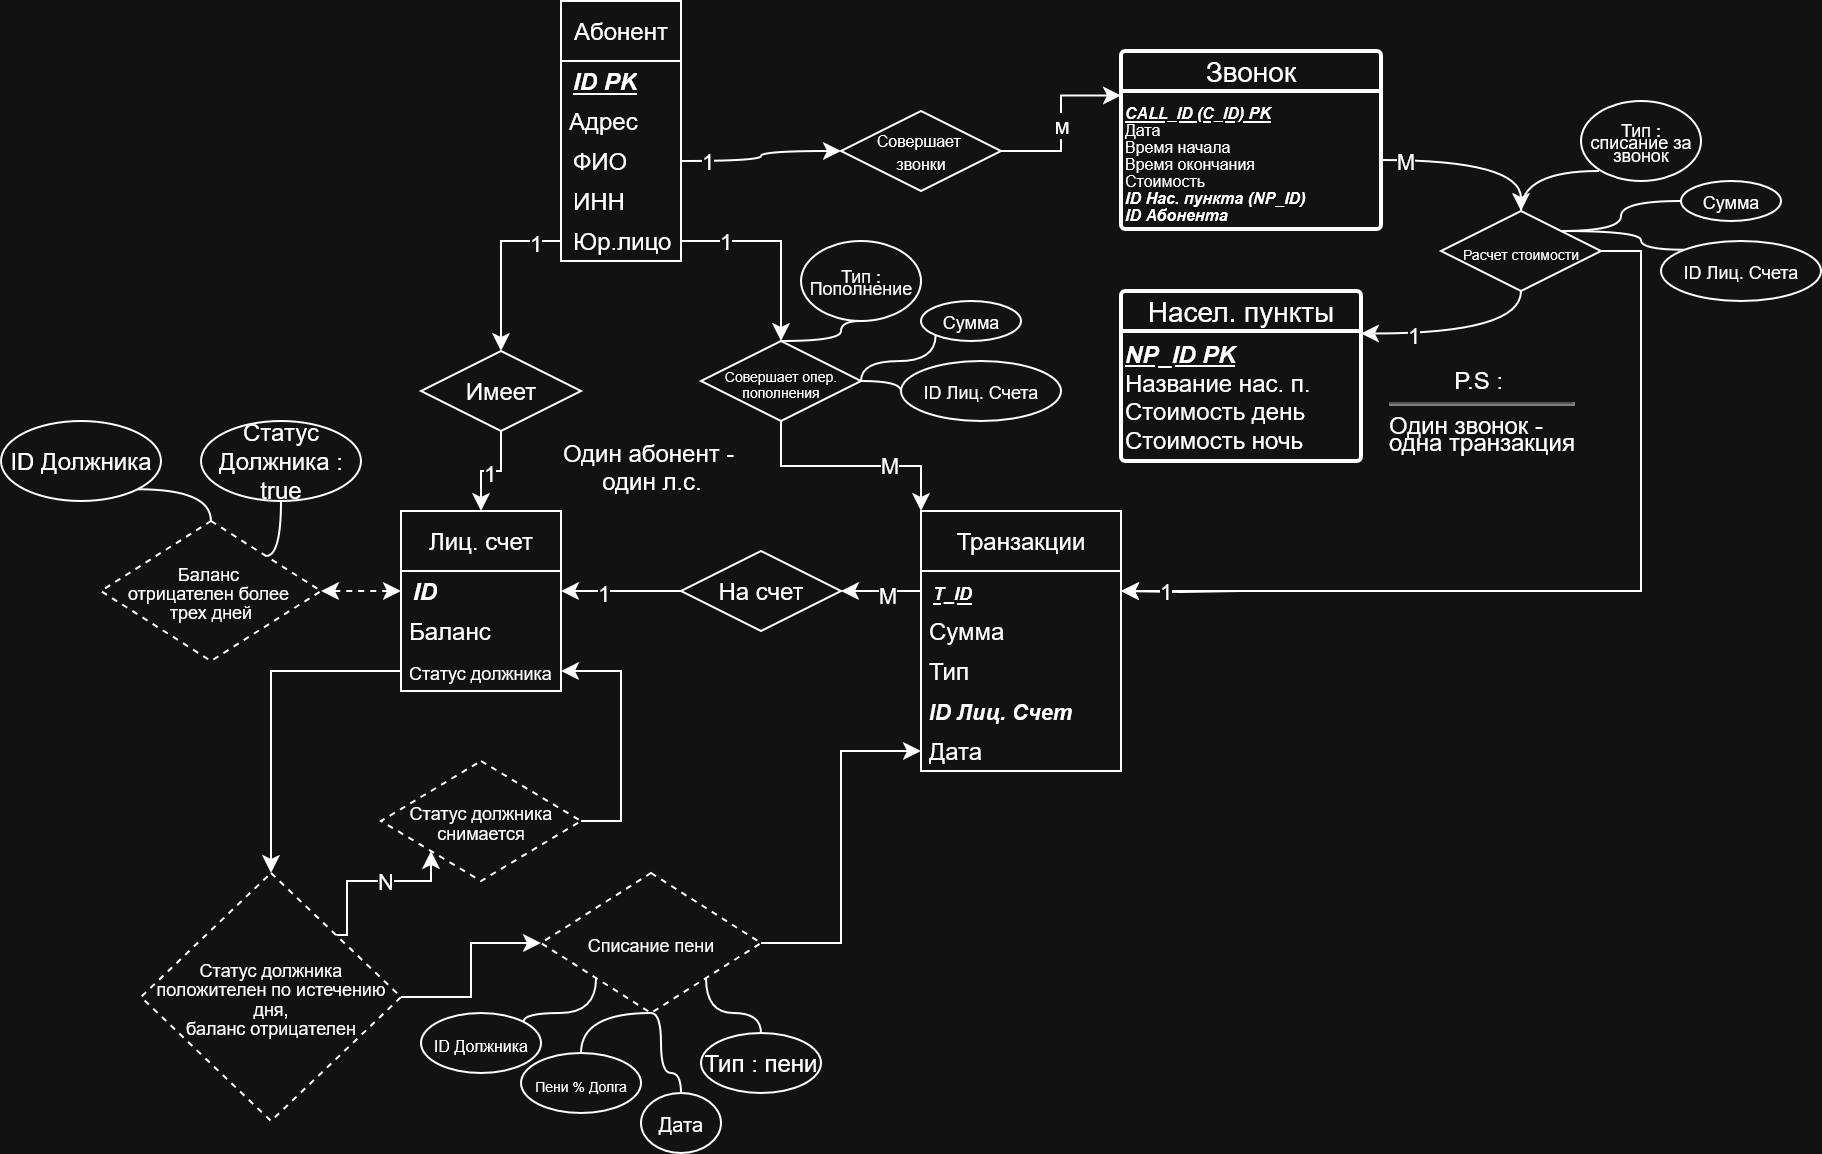 Абонент
ID PK
Адрес
ФИО
ИНН
Юр.лицо
1
1
1
Совершает
звонки
м
Звонок
CALL_ID (C_ID) PK
Дата
Время начала
Время окончания
Стоимость
ID Нас. пункта (NP_ID)
ID Абонента
М
Тип :
списание за
звонок
Сумма
ID Лиц. Счета
Расчет стоимости
1
Насел. пункты
NP_ID PK
Название нас. п.
Стоимость день
Стоимость ночь
P.S :
Один звонок -
одна транзакция
Тип :
Пополнение
Сумма
ID Лиц. Счета
Совершает опер.
пополнения
М
Имеет
1
Один абонент -
один л.с.
ID Должника
Статус
Должника :
true
Баланс
отрицателен более
трех дней
Лиц. счет
ID
Баланс
Статус должника
1
На счет
М
Транзакции
T_ID
Сумма
Тип
ID Лиц. Счет
Дата
1
Статус должника
снимается
N
Статус должника
положителен по истечению
дня,
баланс отрицателен
Списание пени
ID Должника
Пени % Долга
Дата
Тип : пени